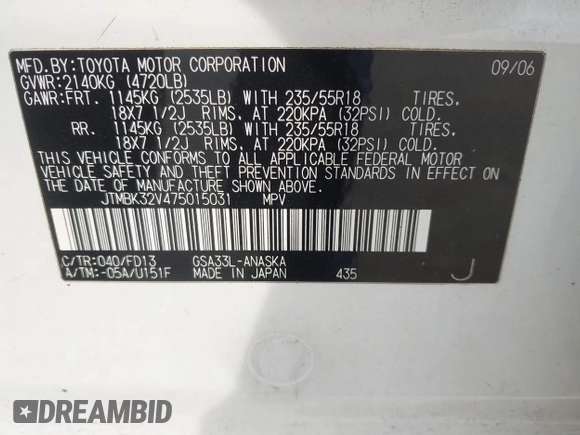 MFD.BY:TOYOTA MOTOR CORPORATION 09/06
GVWR:2140KG (4720LB)
GAWR:FRT. 1145KG (2535LB) WITH 235/55R18 TIRES,
18X7 1/2J RIMS, AT 220KPA (32PSI) COLD.
RR. 1145KG (2535LB) WITH 235/55R18 TIRES,
18X7 1/2J RIMS, AT 220KPA (32PSI) COLD.
THIS VEHICLE CONFORMS TO ALL APPLICABLE FEDERAL MOTOR
VEHICLE SAFETY AND THEFT PREVENTION STANDARDS IN EFFECT ON
THE DATE OF MANUFACTURE SHOWN ABOVE.
JTMBK32V475015031 MPV
C/TR:040/FD13 GSA33L-ANASKA
A/TM:-05A/U151F MADE IN JAPAN 435 J
DREAMBID